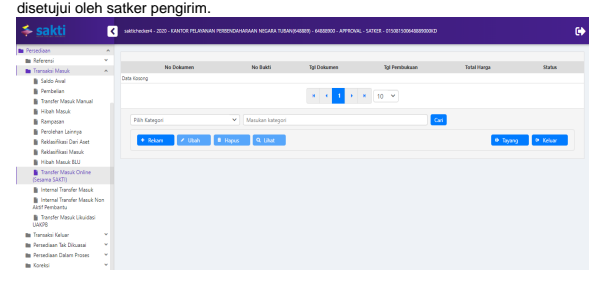 disetujui oleh satker pengirim.
sakti
saktichecker4 - 2020 - KANTOR PELAYANAN PERBENDAHARAAN NEGARA TUBAN(648889) - 64888900 - APPROVAL - SATKER - 015081500648889000KD
Persediaan
Referensi
Transaksi Masuk
Saldo Awal
Pembelian
Transfer Masuk Manual
Hibah Masuk
Rampasan
Perolehan Lainnya
Reklasifikasi Dari Aset
Reklasifikasi Masuk
Hibah Masuk BLU
Transfer Masuk Online
(Sesama SAKTI)
Internal Transfer Masuk
Internal Transfer Masuk Non
Aktif Pembantu
Transfer Masuk Likuidasi
UAKPB
Transaksi Keluar
Persediaan Tak Dikuasai
Persediaan Dalam Proses
Koreksi
No Dokumen No Bukti Tgl Dokumen Tgl Pembukuan Total Harga Status
Data Kosong
1 10
Pilih Kategori Masukan kategori Cari
Rekam Ubah Hapus Lihat Tayang Keluar